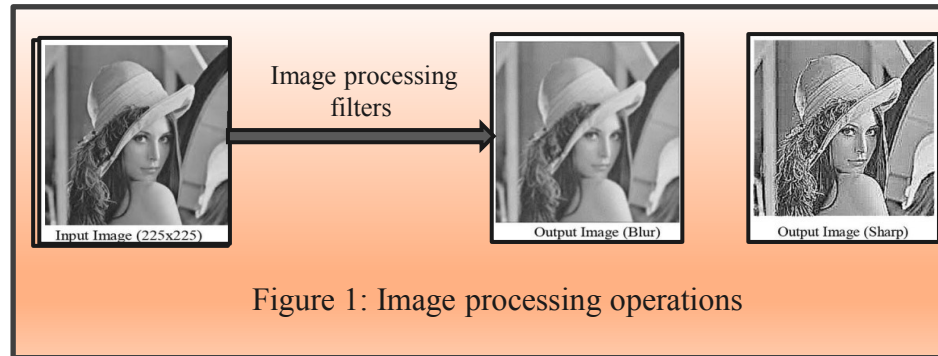 Image processing
filters
Input Image (225x225)
Output Image (Blur)
Output Image (Sharp)
Figure 1: Image processing operations